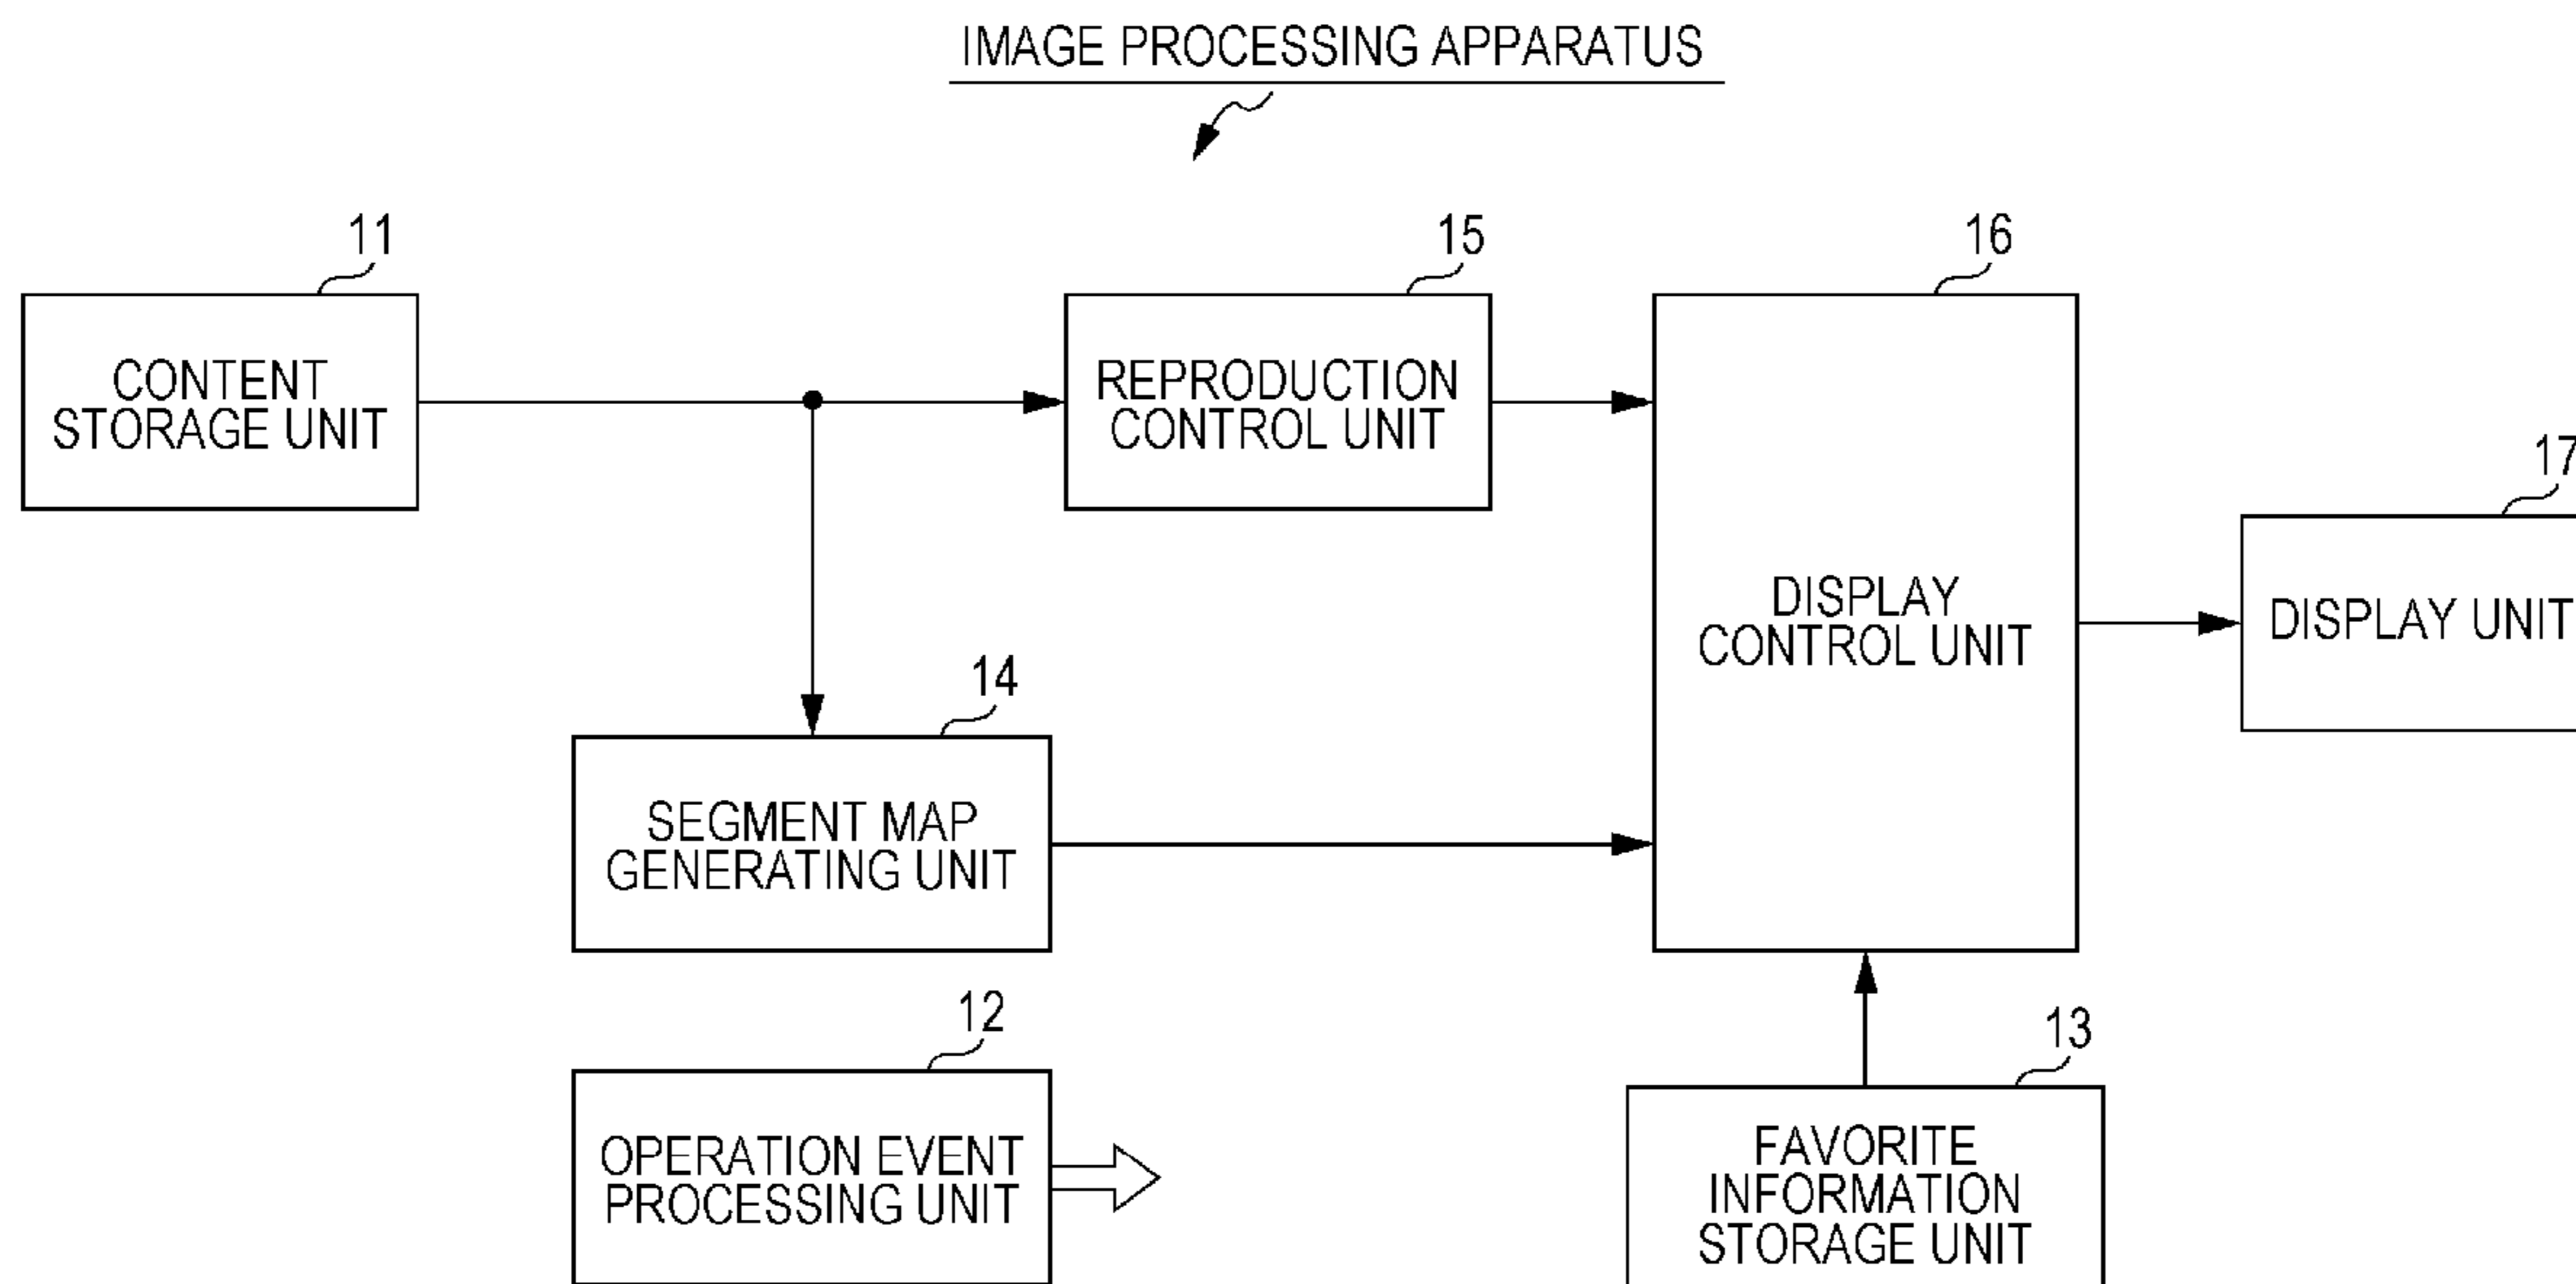 IMAGE PROCESSING APPARATUS
11
15
16
CONTENT
STORAGE UNIT
REPRODUCTION
CONTROL UNIT
17
DISPLAY
CONTROL UNIT
DISPLAY UNIT
14
SEGMENT MAP
GENERATING UNIT
12
13
OPERATION EVENT
PROCESSING UNIT
FAVORITE
INFORMATION
STORAGE UNIT